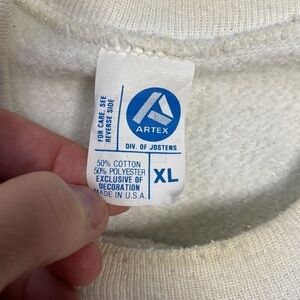 FOR CARE, SEE
REVERSE SIDE
ARTEX
DIV. OF JOSTENS
50% COTTON
50% POLYESTER
EXCLUSIVE OF
DECORATION
MADE IN U.S.A.
XL